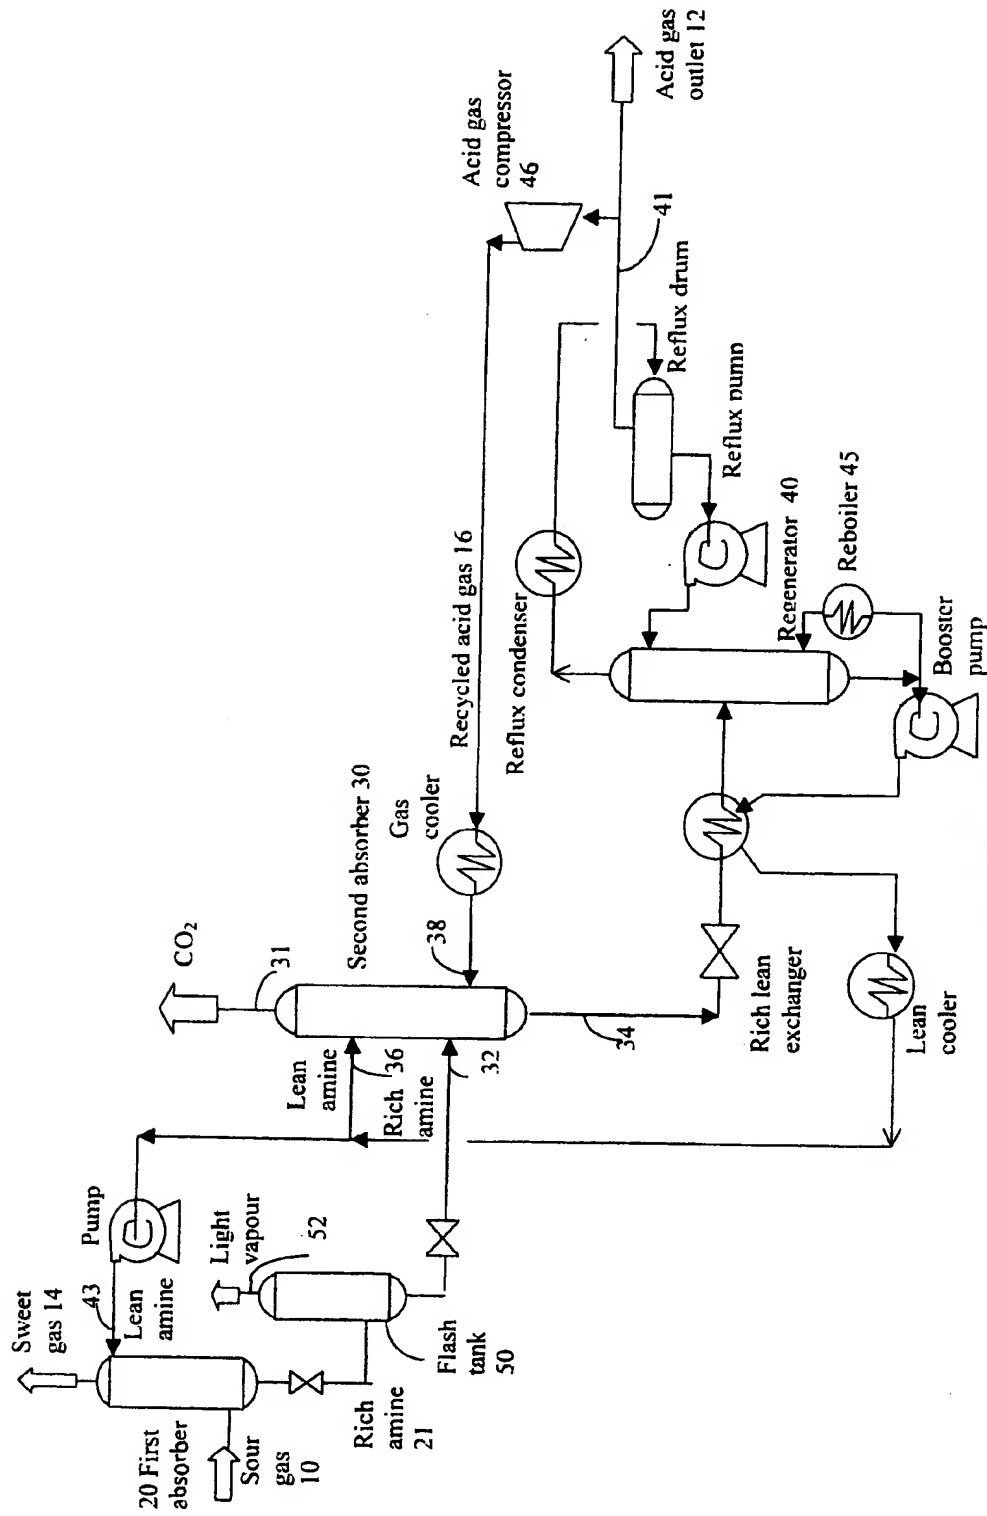 Sweet
gas 14
43
Lean
amine
Pump
20 First
absorber
Sour
gas
10
Rich
amine
21
Light
vapour
52
Flash
tank
50
CO2
31
Lean
amine
36
Rich
amine
32
Second absorber 30
38
34
Gas
cooler
Recycled acid gas 16
Acid gas
compressor
46
Acid gas
outlet 12
41
Reflux condenser
Reflux drum
Reflux pump
Regenerator 40
Reboiler 45
Booster
pump
Rich lean
exchanger
Lean
cooler